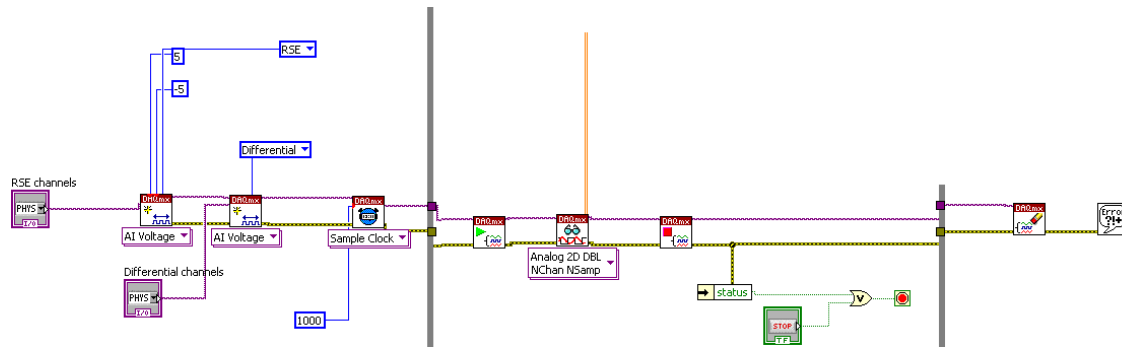 5
RSE
-5
Differential
RSE channels
PHYS
I/O
DAQmx
AI Voltage
DAQmx
AI Voltage
DAQmx
Sample Clock
Differential channels
PHYS
I/O
1000
DAQmx
DAQmx
Analog 2D DBL
NChan NSamp
DAQmx
status
V
STOP
TF
DAQmx
Error
?!+